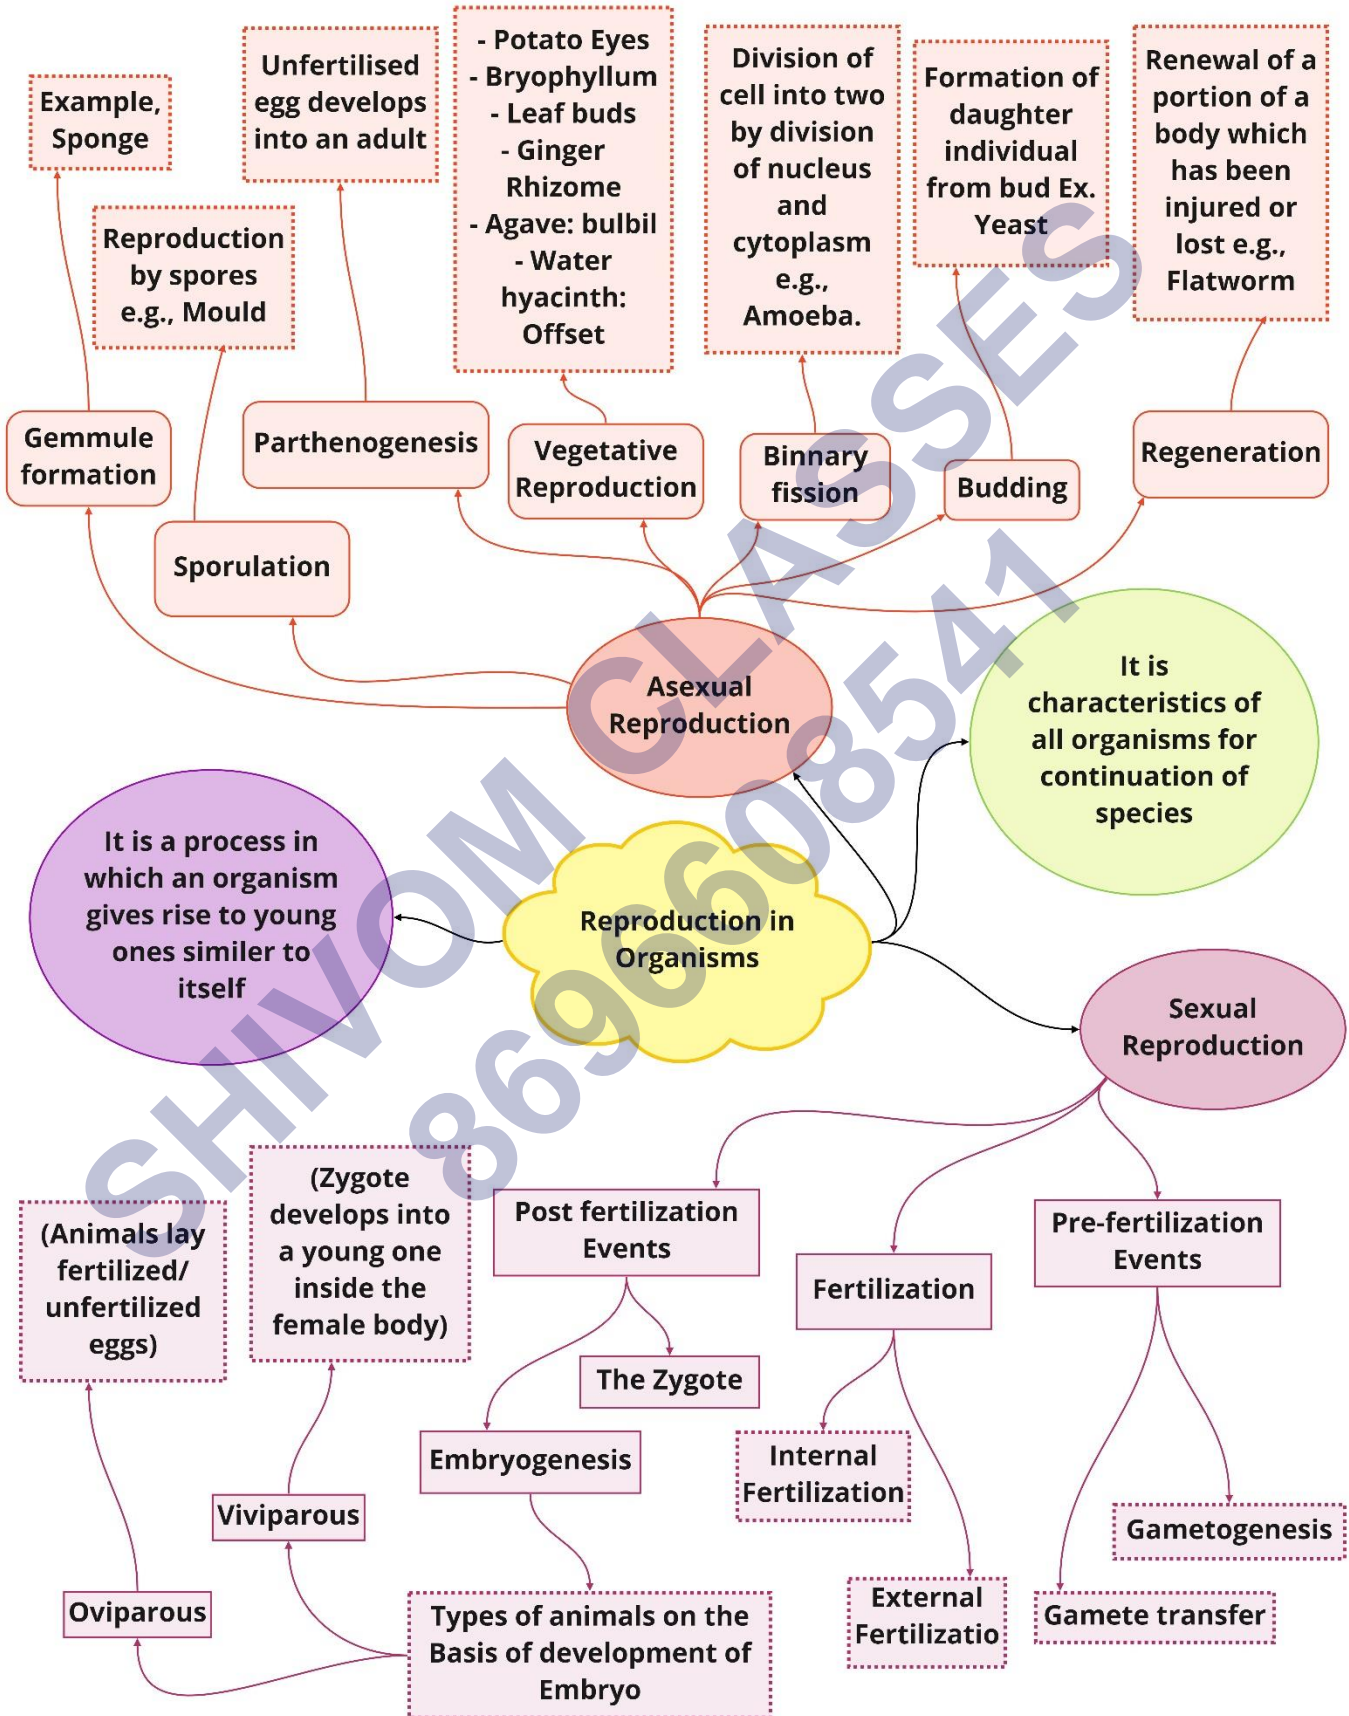 Example,
Sponge
Reproduction
by spores
e.g., Mould
Unfertilised
egg develops
into an adult
- Potato Eyes
- Bryophyllum
- Leaf buds
- Ginger
Rhizome
- Agave: bulbil
- Water
hyacinth:
Offset
Division of
cell into two
by division
of nucleus
and
cytoplasm
e.g.,
Amoeba.
Formation of
daughter
individual
from bud Ex.
Yeast
Renewal of a
portion of a
body which
has been
injured or
lost e.g.,
Flatworm
Gemmule
formation
Sporulation
Parthenogenesis
Vegetative
Reproduction
Binnary
fission
Budding
Regeneration
Asexual
Reproduction
It is
characteristics of
all organisms for
continuation of
species
It is a process in
which an organism
gives rise to young
ones similer to
itself
Reproduction in
Organisms
Sexual
Reproduction
SHIVOM CLASSES
8696608541
(Animals lay
fertilized/
unfertilized
eggs)
(Zygote
develops into
a young one
inside the
female body)
Post fertilization
Events
Fertilization
Pre-fertilization
Events
The Zygote
Embryogenesis
Internal
Fertilization
Viviparous
Gametogenesis
Oviparous
Types of animals on the
Basis of development of
Embryo
External
Fertilizatio
Gamete transfer